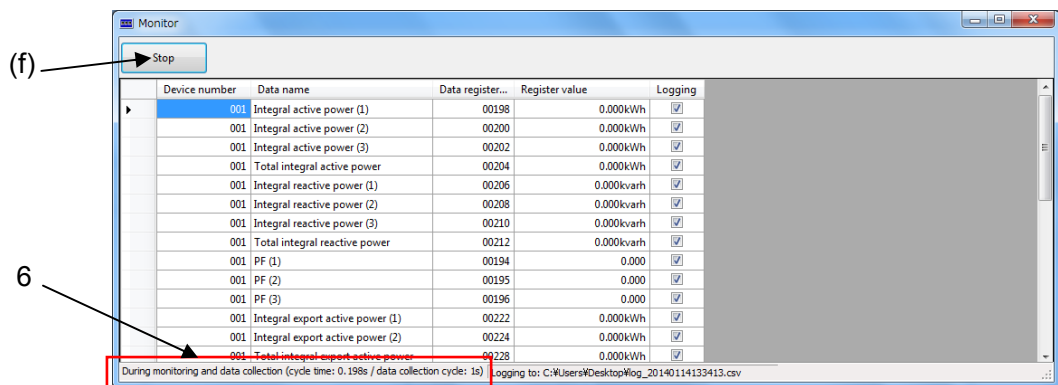 Monitor
(f)
Stop
Device number Data name Data register... Register value Logging
001 Integral active power (1) 00198 0.000kWh
001 Integral active power (2) 00200 0.000kWh
001 Integral active power (3) 00202 0.000kWh
001 Total integral active power 00204 0.000kWh
001 Integral reactive power (1) 00206 0.000kvarh
001 Integral reactive power (2) 00208 0.000kvarh
001 Integral reactive power (3) 00210 0.000kvarh
001 Total integral reactive power 00212 0.000kvarh
001 PF (1) 00194 0.000
6
001 PF (2) 00195 0.000
001 PF (3) 00196 0.000
001 Integral export active power (1) 00222 0.000kWh
001 Integral export active power (2) 00224 0.000kWh
001 Total integral export active power 00228 0.000kWh
During monitoring and data collection (cycle time: 0.198s / data collection cycle: 1s) Logging to: C:¥Users¥Desktop¥log_20140114133413.csv